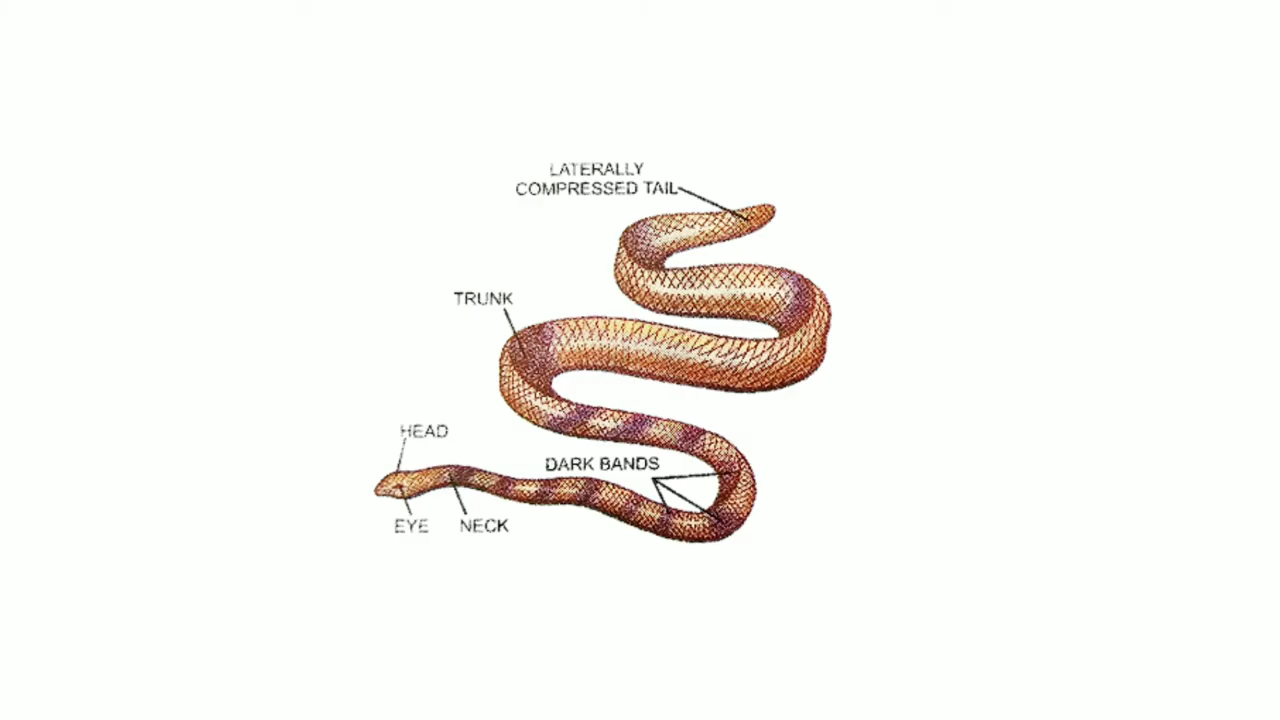 LATERALLY
COMPRESSED TAIL
TRUNK
HEAD
DARK BANDS
EYE
NECK